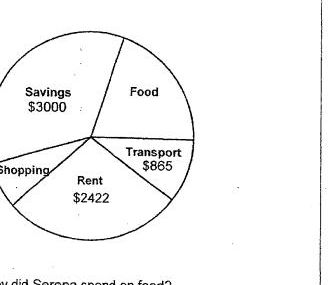 Savings
$3000
Food
Transport
$865
Shopping
Rent
$2422
did Serena spend on food?